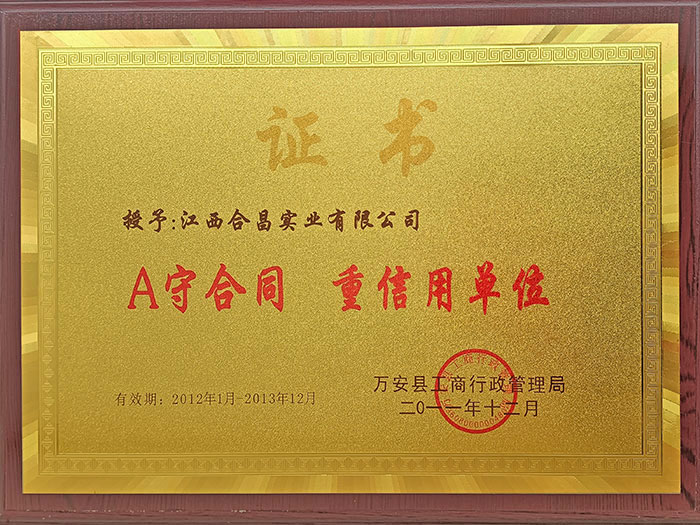 证书
授予:江西合昌实业有限公司
A守合同 重信用单位
万安县工商行政管理局
有效期：2012年1月-2013年12月
二0一一年十二月